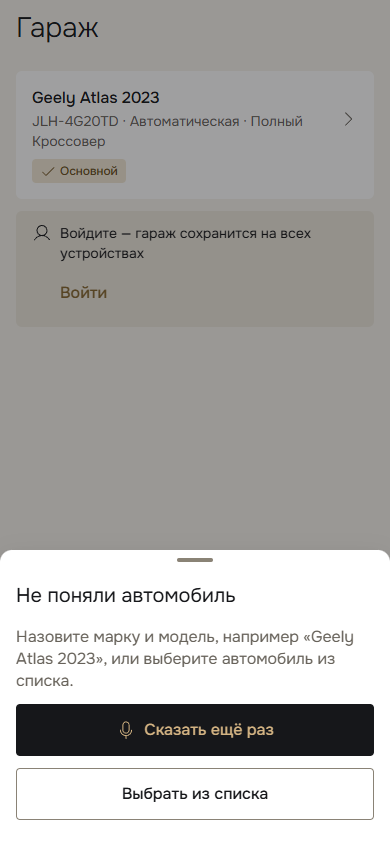 Гараж
Geely Atlas 2023
JLH-4G20TD · Автоматическая · Полный
Кроссовер
Основной
Войдите — гараж сохранится на всех
устройствах
Войти
Не поняли автомобиль
Назовите марку и модель, например «Geely
Atlas 2023», или выберите автомобиль из
списка.
Сказать ещё раз
Выбрать из списка